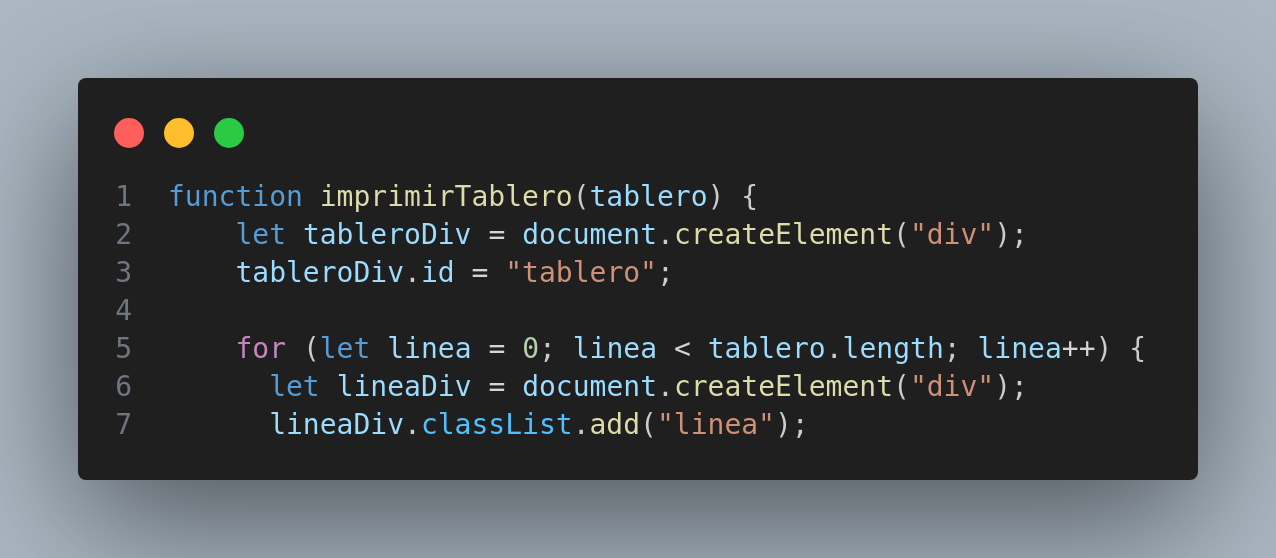 1 function imprimirTablero(tablero) {
2     let tableroDiv = document.createElement("div");
3     tableroDiv.id = "tablero";
4
5     for (let linea = 0; linea < tablero.length; linea++) {
6       let lineaDiv = document.createElement("div");
7       lineaDiv.classList.add("linea");